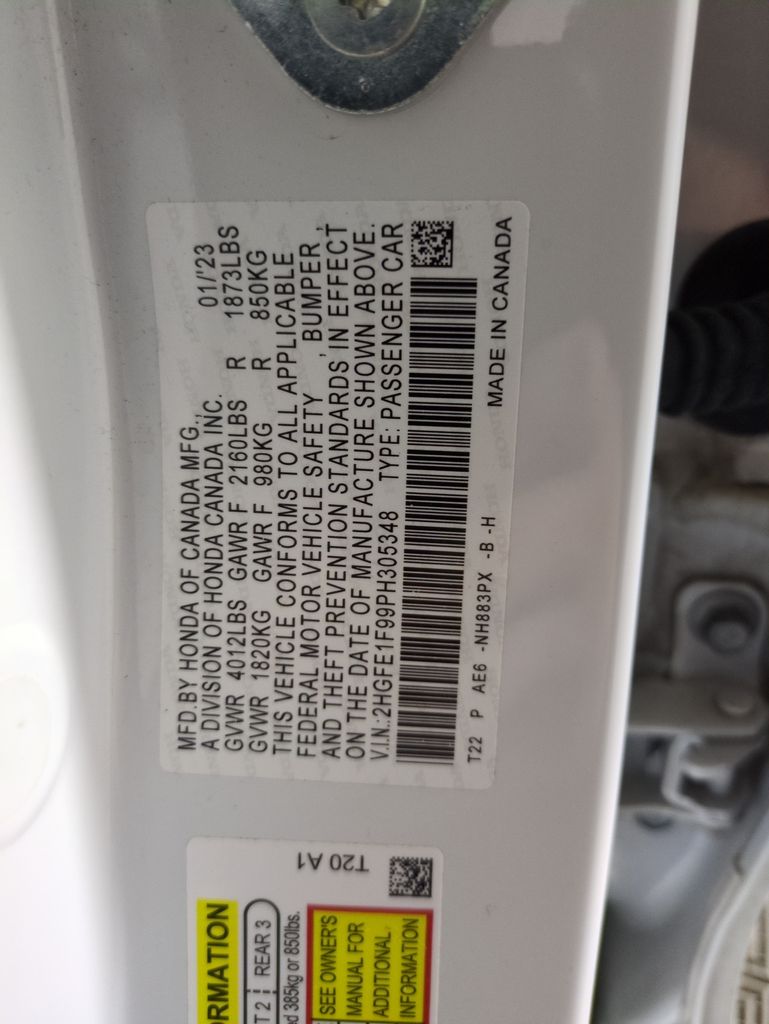 MFD.BY HONDA OF CANADA MFG.,
A DIVISION OF HONDA CANADA INC. 01/'23
GVWR 4012LBS GAWR F 2160LBS R 1873LBS
GVWR 1820KG GAWR F 980KG R 850KG
THIS VEHICLE CONFORMS TO ALL APPLICABLE
FEDERAL MOTOR VEHICLE SAFETY , BUMPER ,
AND THEFT PREVENTION STANDARDS IN EFFECT
ON THE DATE OF MANUFACTURE SHOWN ABOVE.
V.I.N.:2HGFE1F99PH305348 TYPE: PASSENGER CAR
T22 P AE6 -NH883PX -B -H MADE IN CANADA
T20 A1
REAR 3
385kg or 850lbs.
SEE OWNER'S
MANUAL FOR
ADDITIONAL
INFORMATION